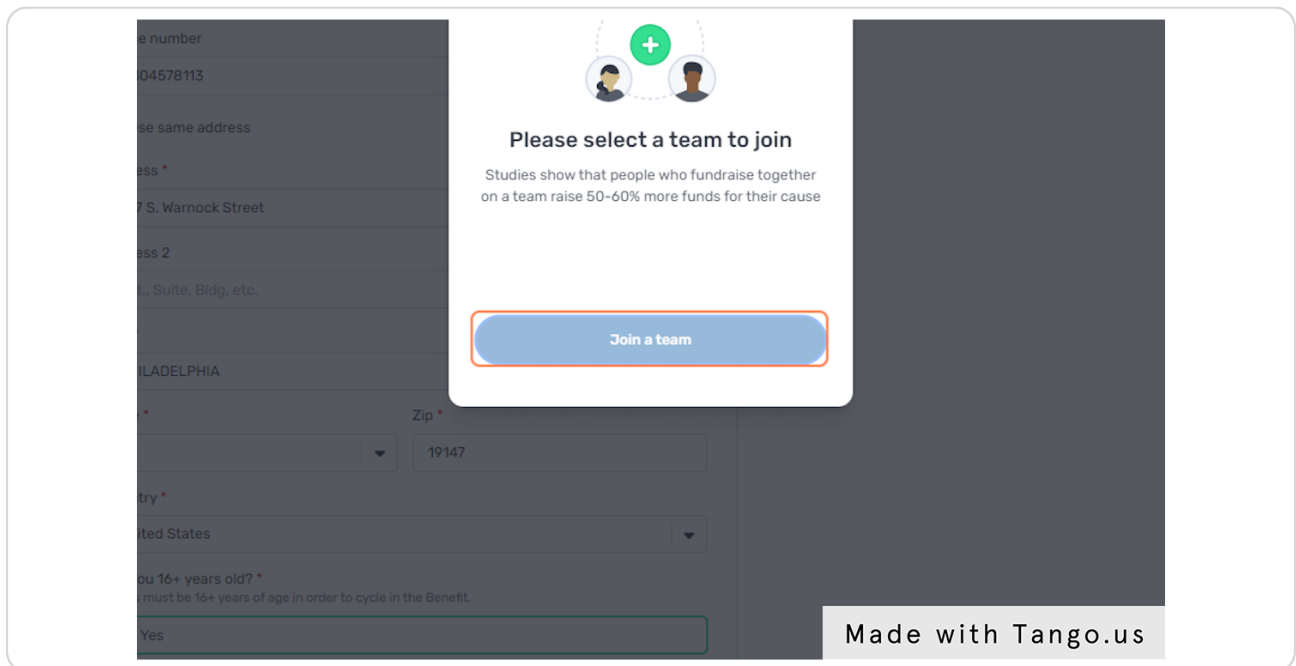 e number
04578113
se same address
ess *
7 S. Warnock Street
ess 2
t., Suite, Bldg, etc.
ILADELPHIA
*
Zip *
19147
try *
ited States
ou 16+ years old? *
must be 16+ years of age in order to cycle in the Benefit.
Yes
Please select a team to join
Studies show that people who fundraise together
on a team raise 50-60% more funds for their cause
Join a team
Made with Tango.us